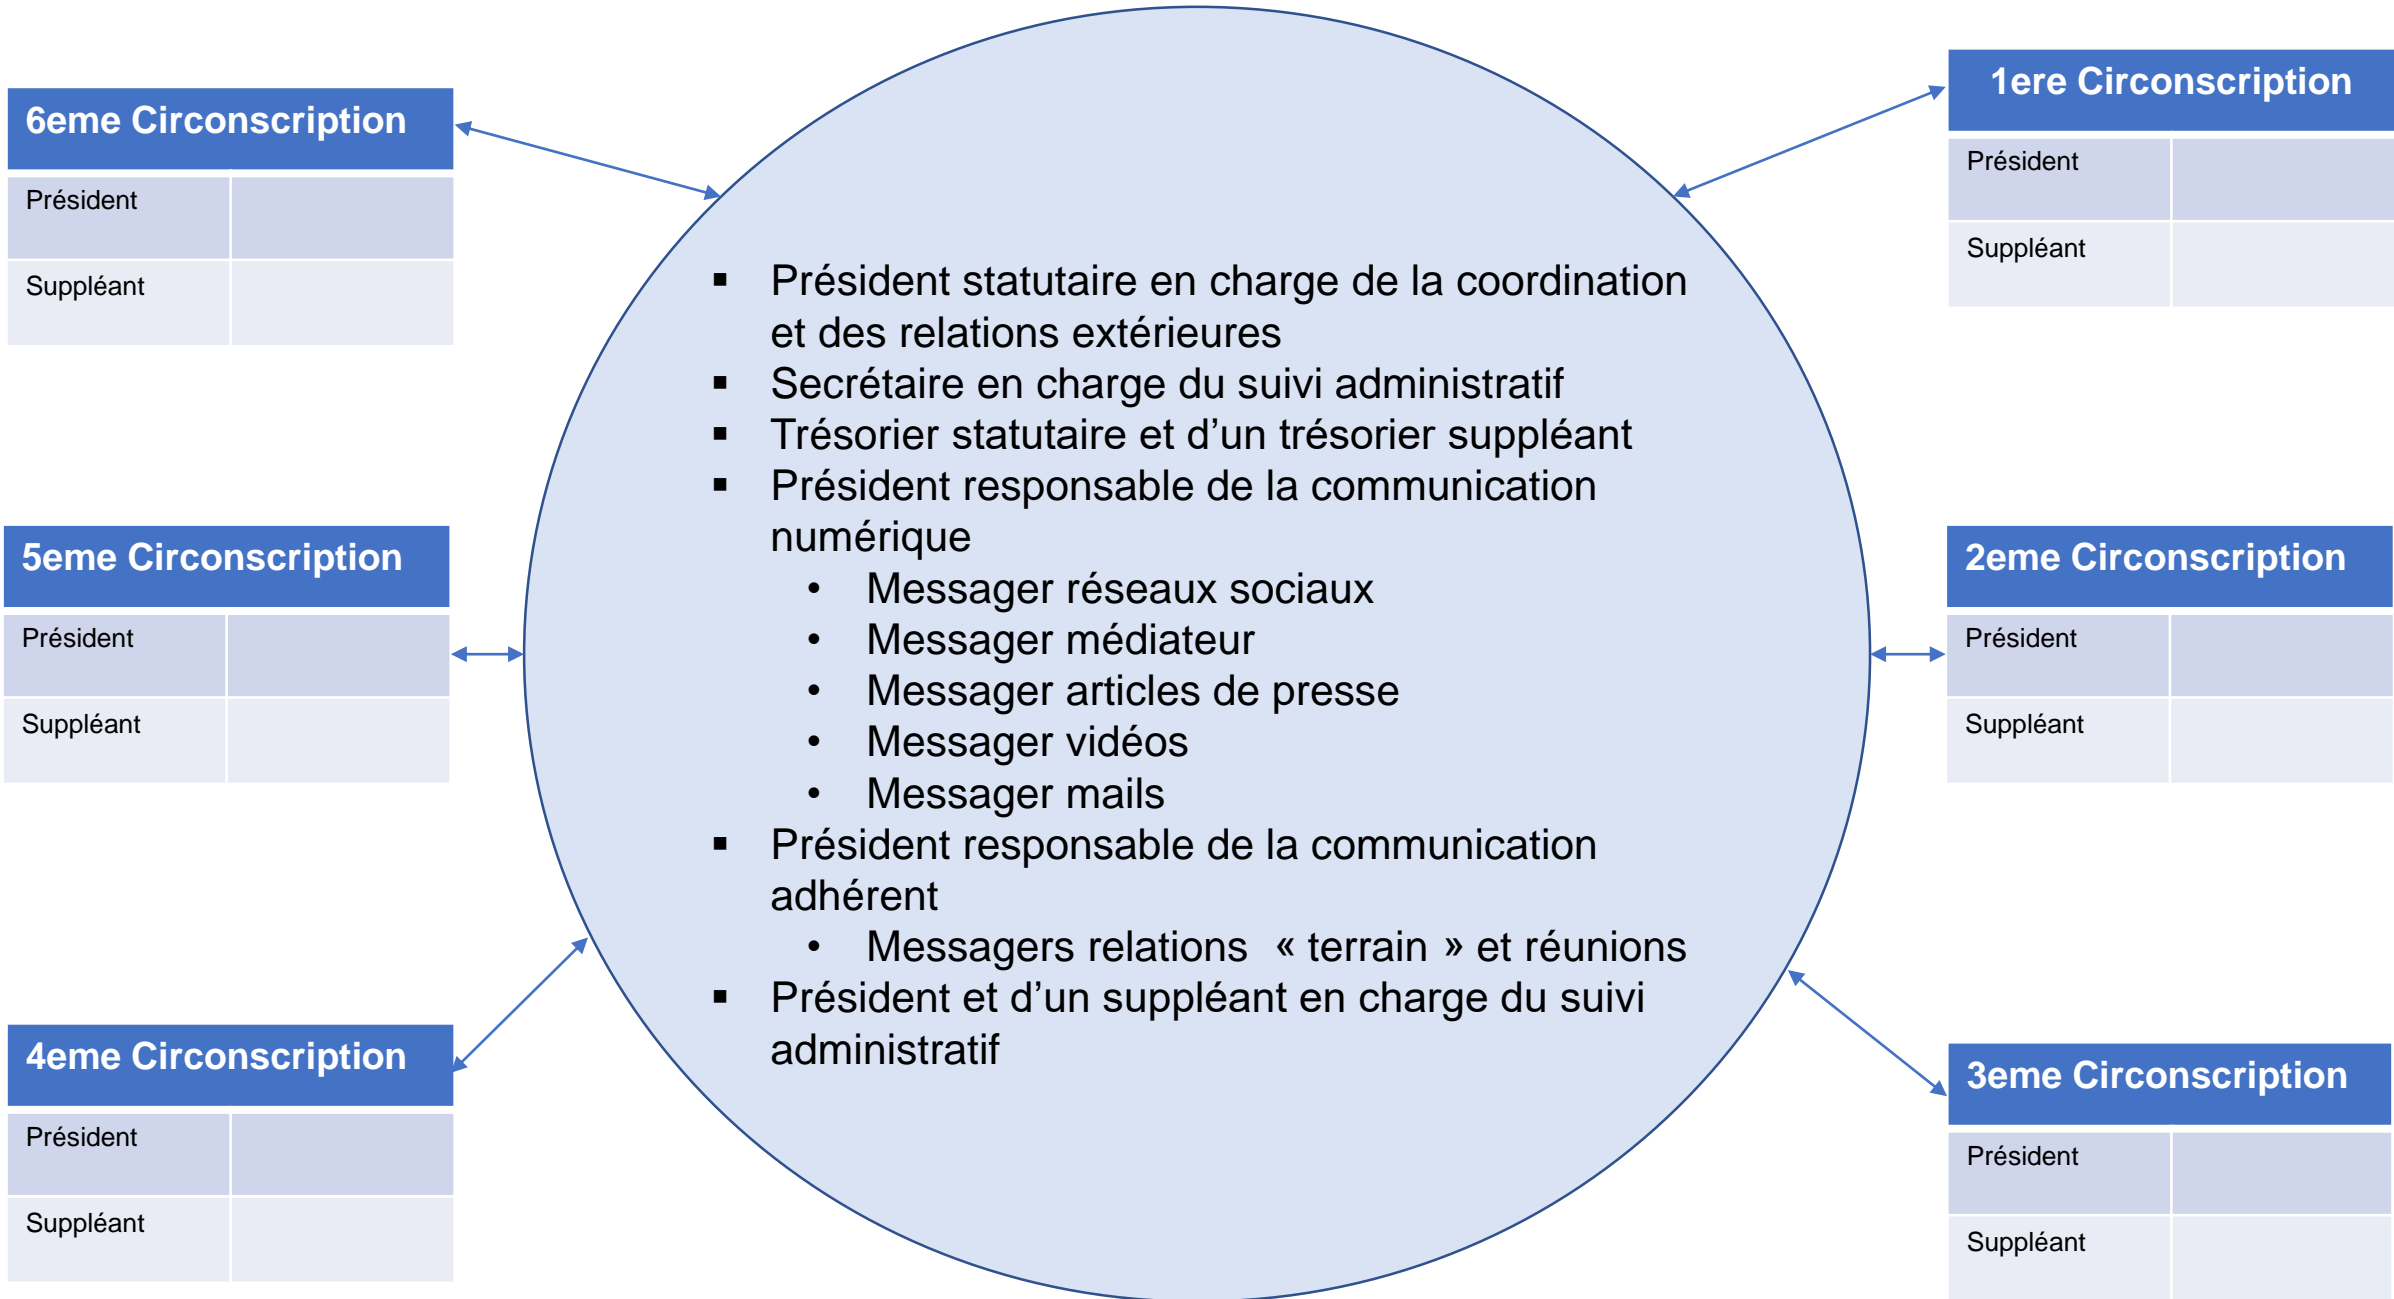 6eme Circonscription
Président
Suppléant
5eme Circonscription
Président
Suppléant
4eme Circonscription
Président
Suppléant
▪ Président statutaire en charge de la coordination
et des relations extérieures
▪ Secrétaire en charge du suivi administratif
▪ Trésorier statutaire et d’un trésorier suppléant
▪ Président responsable de la communication
numérique
• Messager réseaux sociaux
• Messager médiateur
• Messager articles de presse
• Messager vidéos
• Messager mails
▪ Président responsable de la communication
adhérent
• Messagers relations « terrain » et réunions
▪ Président et d’un suppléant en charge du suivi
administratif
1ere Circonscription
Président
Suppléant
2eme Circonscription
Président
Suppléant
3eme Circonscription
Président
Suppléant